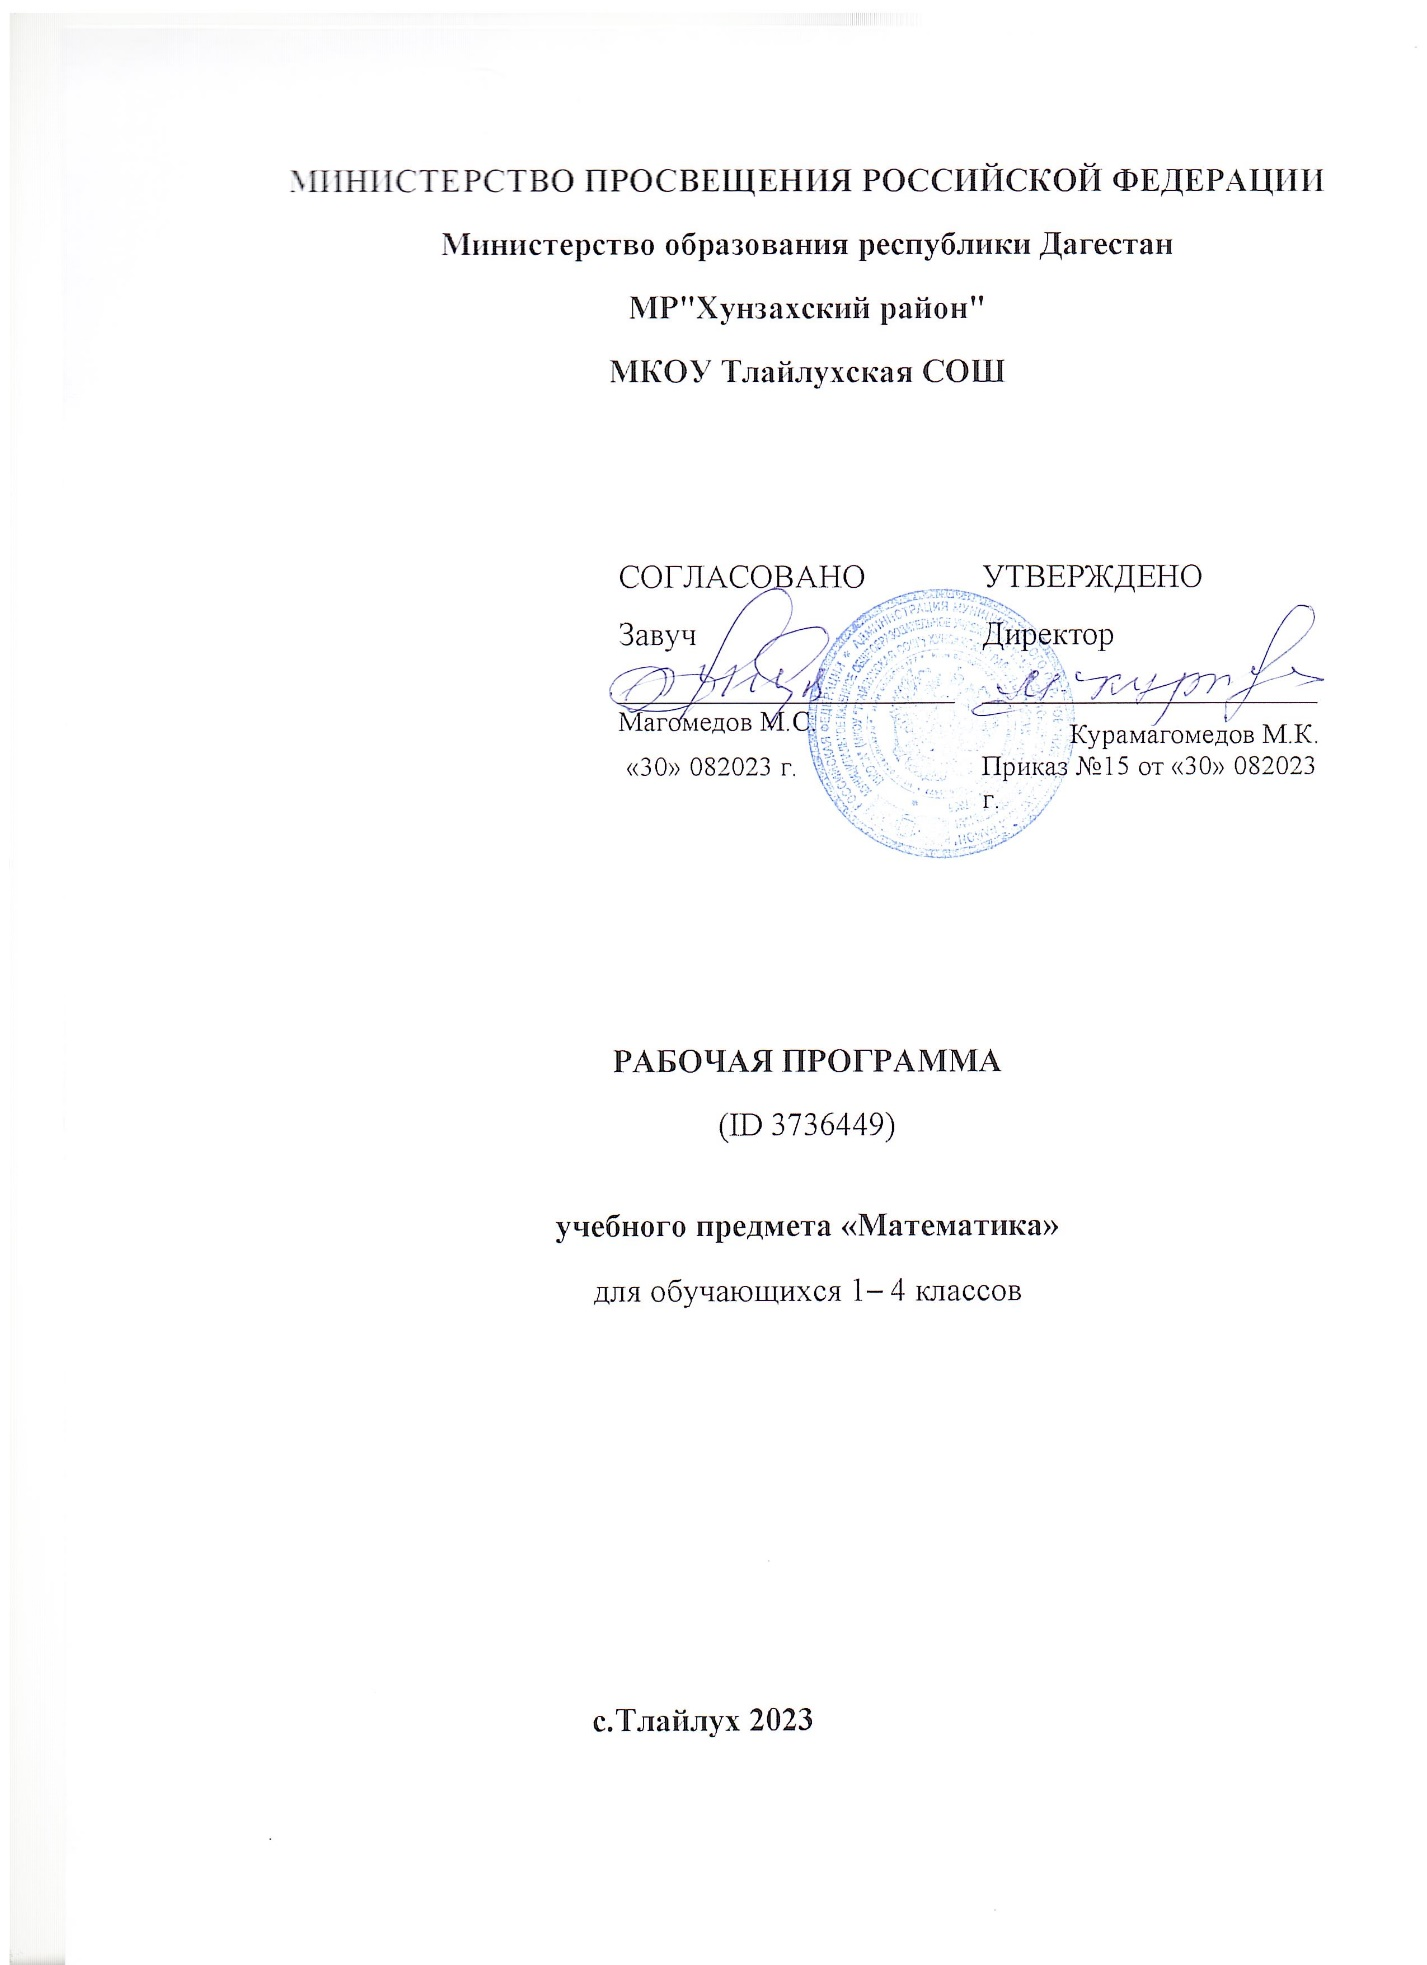 МИНИСТЕРСТВО ПРОСВЕЩЕНИЯ РОССИЙСКОЙ ФЕДЕРАЦИИ
Министерство образования республики Дагестан
МР"Хунзахский район"
МКОУ Тлайлухская СОШ
СОГЛАСОВАНО
Завуч
Магомедов М.С.
«30» 082023 г.
УТВЕРЖДЕНО
Директор
Курамагомедов М.К.
Приказ №15 от «30» 082023
г.
РАБОЧАЯ ПРОГРАММА
(ID 3736449)
учебного предмета «Математика»
для обучающихся 1– 4 классов
с.Тлайлух 2023